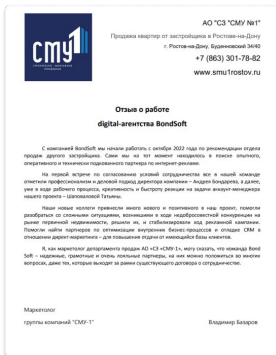 АО "СЗ "СМУ №1"
Продажа квартир от застройщика в Ростове-на-Дону
г. Ростов-на-Дону, Буденновский 34/40
+7 (863) 301-78-82
www.smu1rostov.ru
сму
Отзыв о работе
digital-агентства BondSoft
С компанией BondSoft мы начали работать с октября 2022 года по рекомендации отдела
продаж другого застройщика. Сами мы на тот момент находились в поиске опытного,
оперативного и технически подкованного партнера по интернет-рекламе.
На первой встрече по согласованию условий сотрудничества все в нашей команде
отметили профессионализм и деловой подход директора компании – Андрея Бондарева, а далее,
уже в ходе рабочего процесса, креативность и быстроту реакции на задачи аккаунт-менеджера
нашего проекта – Шаповаловой Татьяны.
Наши новые коллеги привнесли много нового и позитивного в наш проект, помогли
разобраться со сложными ситуациями, возникшими в ходе недобросовестной конкуренции на
рынке первичной недвижимости, решили их, и стабилизировали ход рекламной кампании.
Помогли найти партнеров по оптимизации внутренних бизнес-процессов и отладке CRM в
отношении директ-маркетинга – для повышение отдачи от имеющейся базы клиентов.
Я, как маркетолог департамента продаж АО «СЗ «СМУ-1», могу сказать, что команда Bond
Soft – надежные, грамотные и очень лояльные партнеры, на них можно положиться во многих
вопросах, даже тех, которые выходят за рамки существующего договора о сотрудничестве.
Маркетолог
группы компаний "СМУ-1" Владимир Базаров